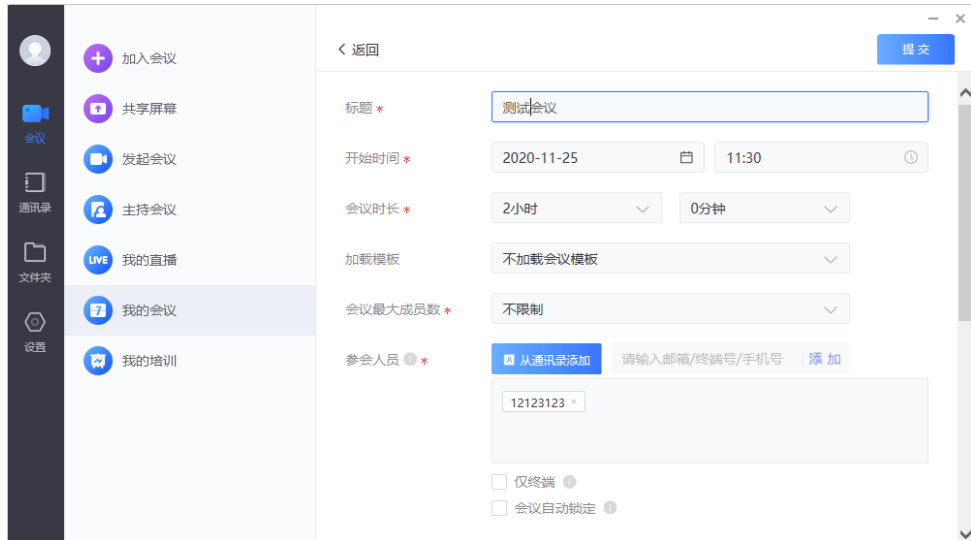 会议
通讯录
文件夹
设置
加入会议
共享屏幕
发起会议
主持会议
LIVE 我的直播
7 我的会议
我的培训
返回
提交
标题 *
测试会议
开始时间 *
2020-11-25
11:30
会议时长 *
2小时
0分钟
加载模板
不加载会议模板
会议最大成员数 *
不限制
参会人员 *
从通讯录添加
请输入邮箱/终端号/手机号
添加
12123123 ×
仅终端
会议自动锁定